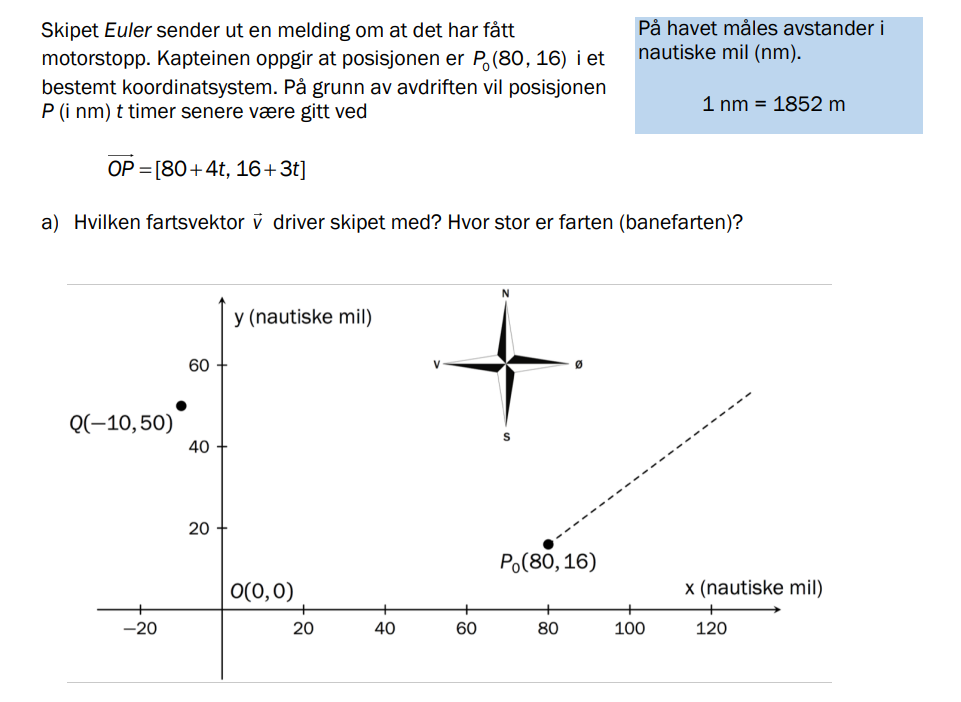 Skipet Euler sender ut en melding om at det har fått
motorstopp. Kapteinen oppgir at posisjonen er P₀(80, 16) i et
bestemt koordinatsystem. På grunn av avdriften vil posisjonen
P (i nm) t timer senere være gitt ved
På havet måles avstander i
nautiske mil (nm).
1 nm = 1852 m
$\overrightarrow{OP}$ = [80+4t, 16+3t]
a) Hvilken fartsvektor $\vec{v}$ driver skipet med? Hvor stor er farten (banefarten)?
N
y (nautiske mil)
60
V
Ø
Q(−10,50)
S
40
20
P₀(80,16)
O(0,0)
x (nautiske mil)
−20
20
40
60
80
100
120